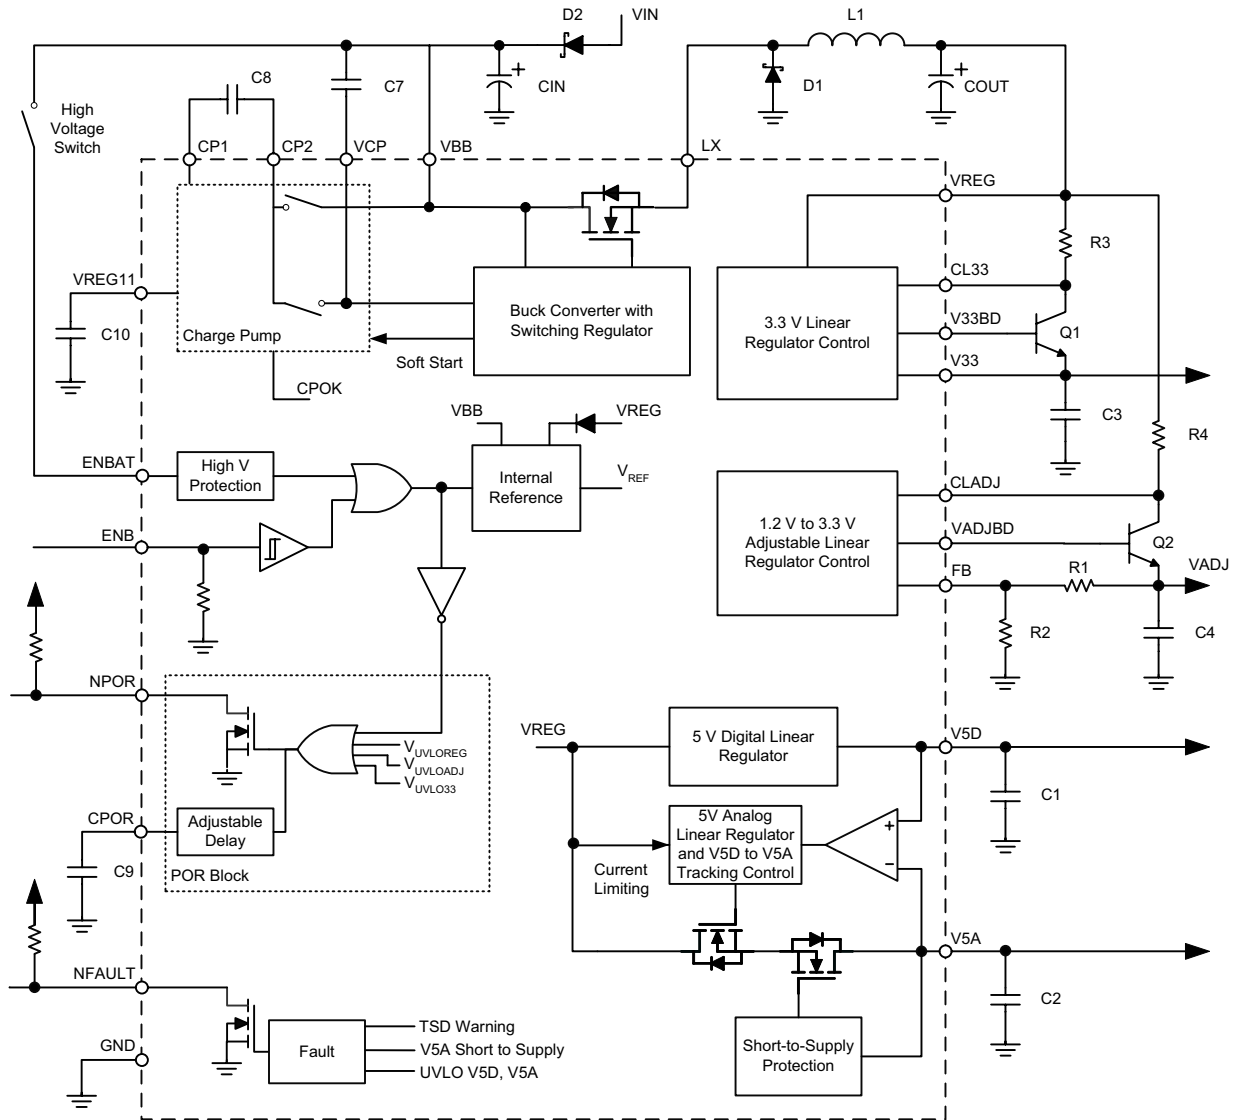 D2
VIN
L1
C8
C7
CIN
D1
COUT
High
Voltage
Switch
CP1
CP2
VCP
VBB
LX
VREG
R3
CL33
VREG11
Buck Converter with
Switching Regulator
3.3 V Linear
Regulator Control
V33BD
Q1
C10
Charge Pump
Soft Start
V33
CPOK
C3
VBB
VREG
R4
ENBAT
High V
Protection
Internal
Reference
VREF
CLADJ
1.2 V to 3.3 V
Adjustable Linear
Regulator Control
VADJBD
Q2
ENB
FB
R1
VADJ
R2
C4
NPOR
VUVLOREG
VUVLOADJ
VUVLO33
VREG
5 V Digital Linear
Regulator
V5D
C1
CPOR
Adjustable
Delay
C9
POR Block
5V Analog
Linear Regulator
and V5D to V5A
Tracking Control
+
–
Current
Limiting
V5A
C2
NFAULT
GND
Fault
TSD Warning
V5A Short to Supply
UVLO V5D, V5A
Short-to-Supply
Protection